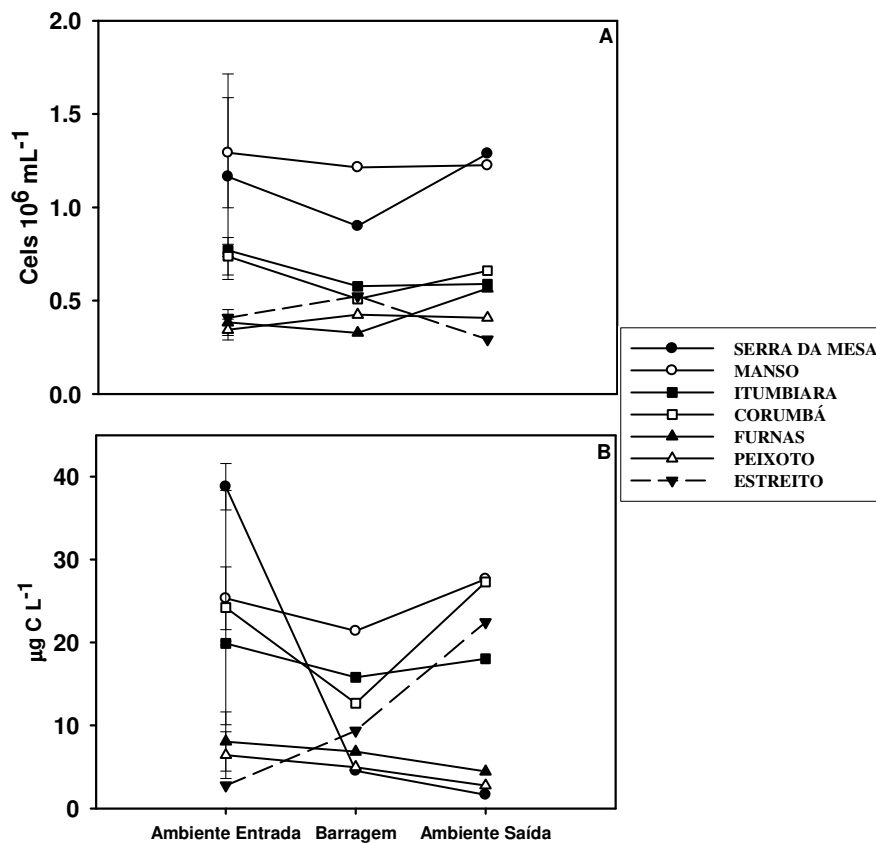 A
2.0
1.5
1.0
0.5
0.0
Cels 10⁶ mL⁻¹
SERRA DA MESA
MANSO
ITUMBIARA
CORUMBÁ
FURNAS
PEIXOTO
ESTREITO
B
40
30
20
10
0
µg C L⁻¹
Ambiente Entrada Barragem Ambiente Saída